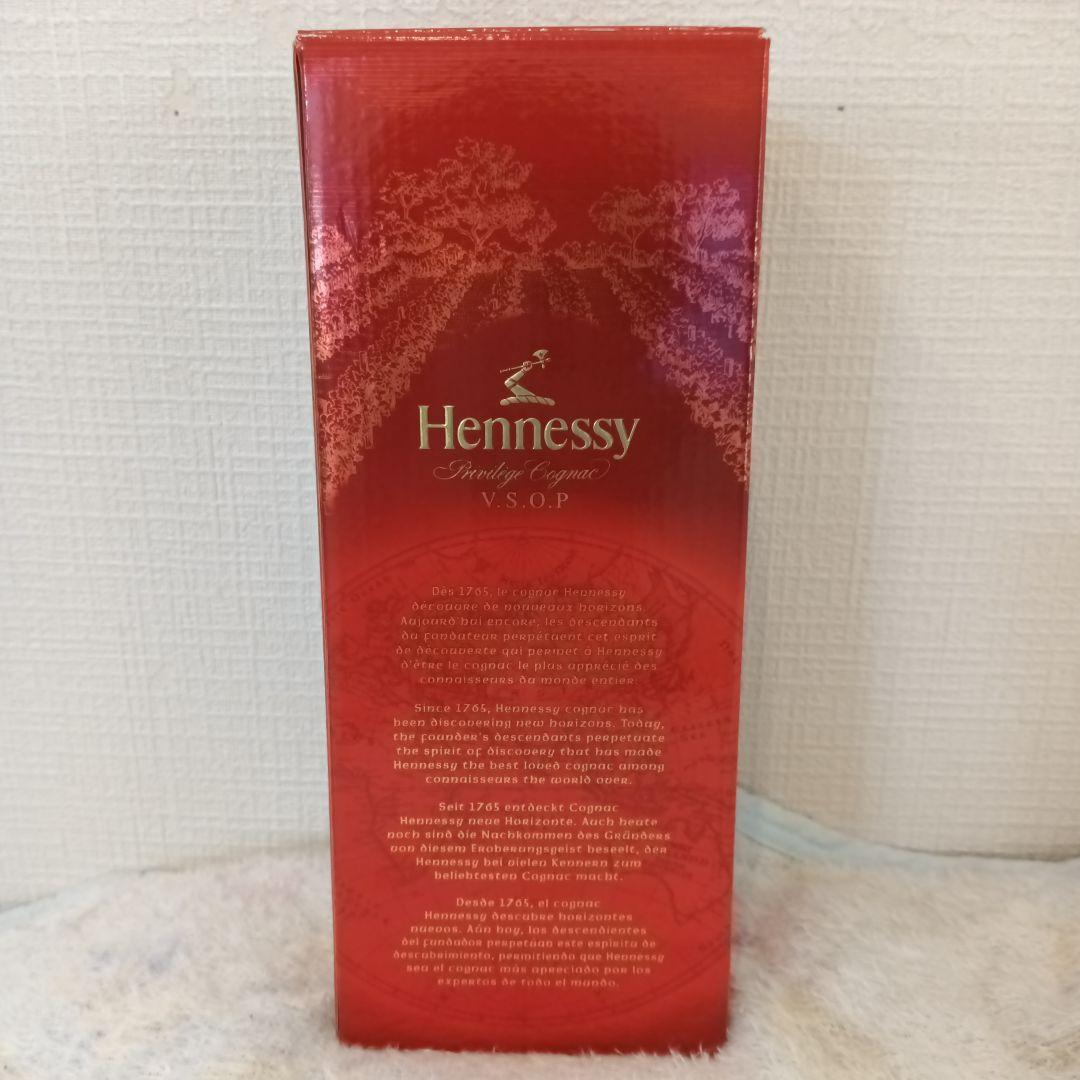 Hennessy
Privilège Cognac
V.S.O.P
Dès 1765, le cognac Hennessy
découvre de nouveaux horizons.
Aujourd'hui encore, les descendants
du fondateur perpétuent cet esprit
de découverte qui permet à Hennessy
d'être le cognac le plus apprécié des
connaisseurs du monde entier.
Since 1765, Hennessy cognac has
been discovering new horizons. Today,
the founder's descendants perpetuate
the spirit of discovery that has made
Hennessy the best loved cognac among
connaisseurs the world over.
Seit 1765 entdeckt Cognac
Hennessy neue Horizonte. Auch heute
noch sind die Nachkommen des Gründers
von diesem Eroberungsgeist beseelt, der
Hennessy bei vielen Kennern zum
beliebtesten Cognac macht.
Desde 1765, el cognac
Hennessy descubre horizontes
nuevos. Aún hoy, los descendientes
del fundador perpetúan este espíritu de
descubrimiento, permitiendo que Hennessy
sea el cognac más apreciado por los
expertos de todo el mundo.